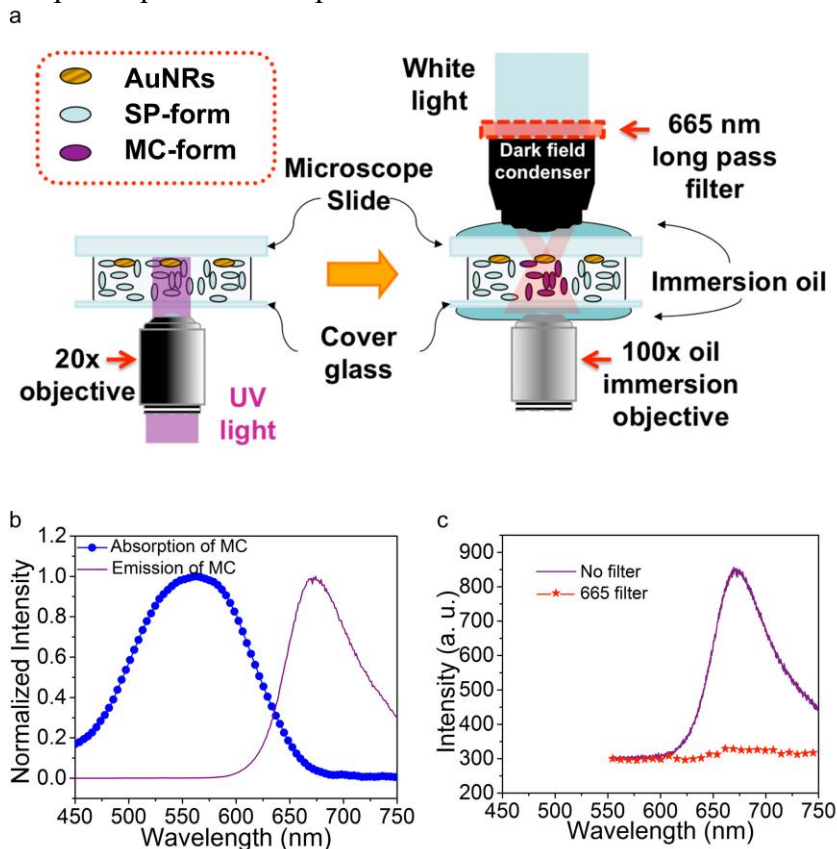 a
AuNRs
SP-form
MC-form
Microscope
Slide
20x
objective
UV
light
Cover
glass
White
light
Dark field
condenser
665 nm
long pass
filter
Immersion oil
100x oil
immersion
objective
b
Absorption of MC
Emission of MC
Normalized Intensity
1.2
1.0
0.8
0.6
0.4
0.2
0.0
450 500 550 600 650 700 750
Wavelength (nm)
c
No filter
665 filter
Intensity (a. u.)
900
800
700
600
500
400
300
200
450 500 550 600 650 700 750
Wavelength (nm)